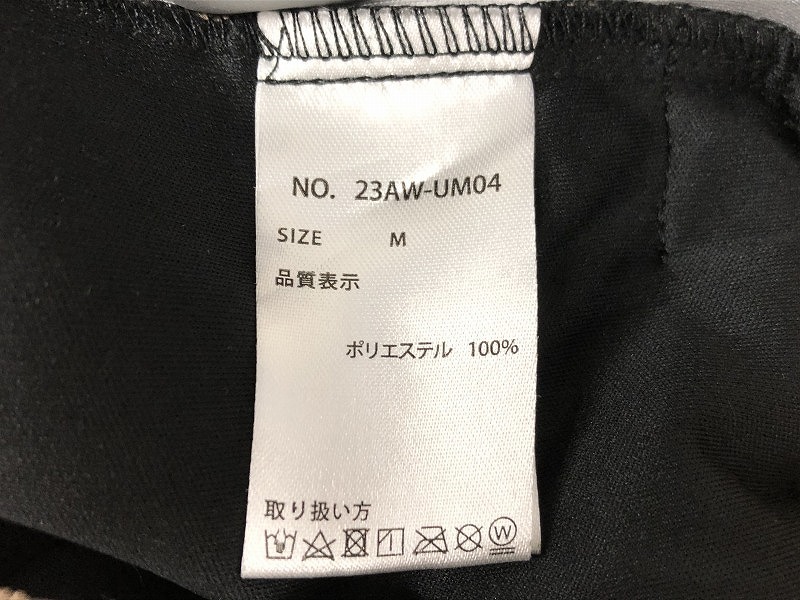 NO. 23AW-UM04
SIZE M
品質表示
ポリエステル 100%
取り扱い方
W